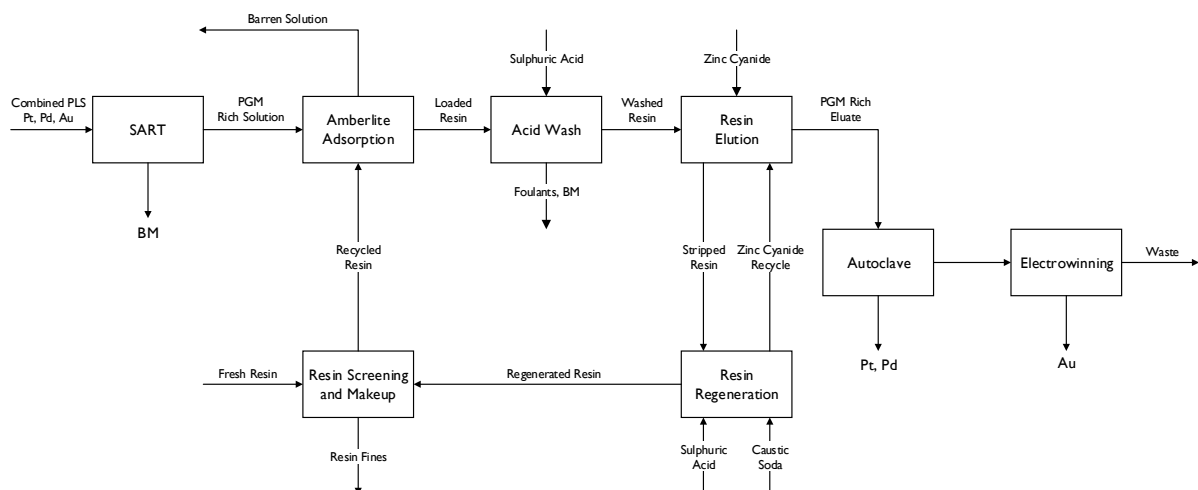 Barren Solution
Sulphuric Acid
Zinc Cyanide
Combined PLS
Pt, Pd, Au
SART
PGM
Rich Solution
Amberlite
Adsorption
Loaded
Resin
Acid Wash
Washed
Resin
Resin
Elution
PGM Rich
Eluate
BM
Foulants, BM
Recycled
Resin
Stripped
Resin
Zinc Cyanide
Recycle
Autoclave
Electrowinning
Waste
Pt, Pd
Au
Fresh Resin
Resin Screening
and Makeup
Regenerated Resin
Resin
Regeneration
Resin Fines
Sulphuric
Acid
Caustic
Soda